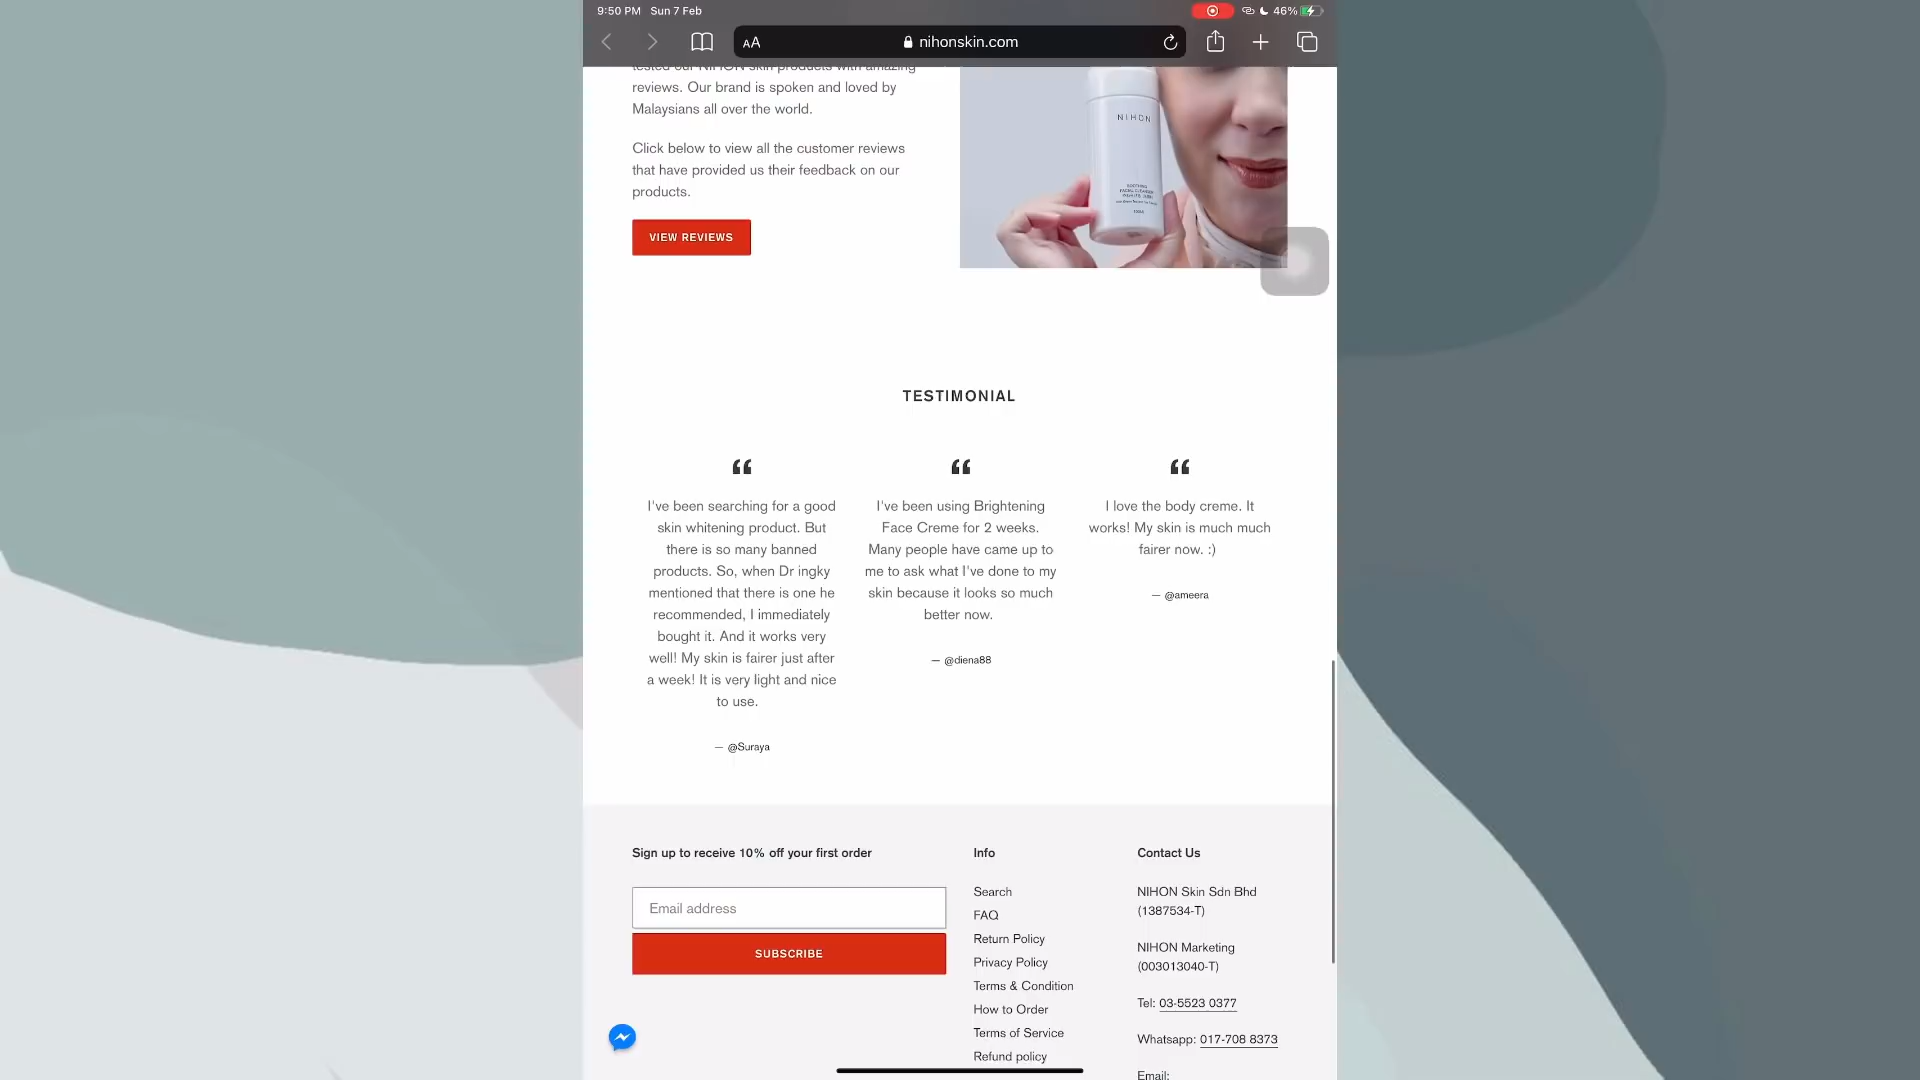 9:50 PM Sun 7 Feb
46%
AA nihonskin.com
tested our NIHON skin products with amazing
reviews. Our brand is spoken and loved by
Malaysians all over the world.
Click below to view all the customer reviews
that have provided us their feedback on our
products.
VIEW REVIEWS
NIHON
TESTIMONIAL
I've been searching for a good
skin whitening product. But
there is so many banned
products. So, when Dr ingky
mentioned that there is one he
recommended, I immediately
bought it. And it works very
well! My skin is fairer just after
a week! It is very light and nice
to use.
— @Suraya
I've been using Brightening
Face Creme for 2 weeks.
Many people have came up to
me to ask what I've done to my
skin because it looks so much
better now.
— @diena88
I love the body creme. It
works! My skin is much much
fairer now. :)
— @ameera
Sign up to receive 10% off your first order
Email address
SUBSCRIBE
Info
Search
FAQ
Return Policy
Privacy Policy
Terms & Condition
How to Order
Terms of Service
Refund policy
Contact Us
NIHON Skin Sdn Bhd
(1387534-T)
NIHON Marketing
(003013040-T)
Tel: 03-5523 0377
Whatsapp: 017-708 8373
Email: